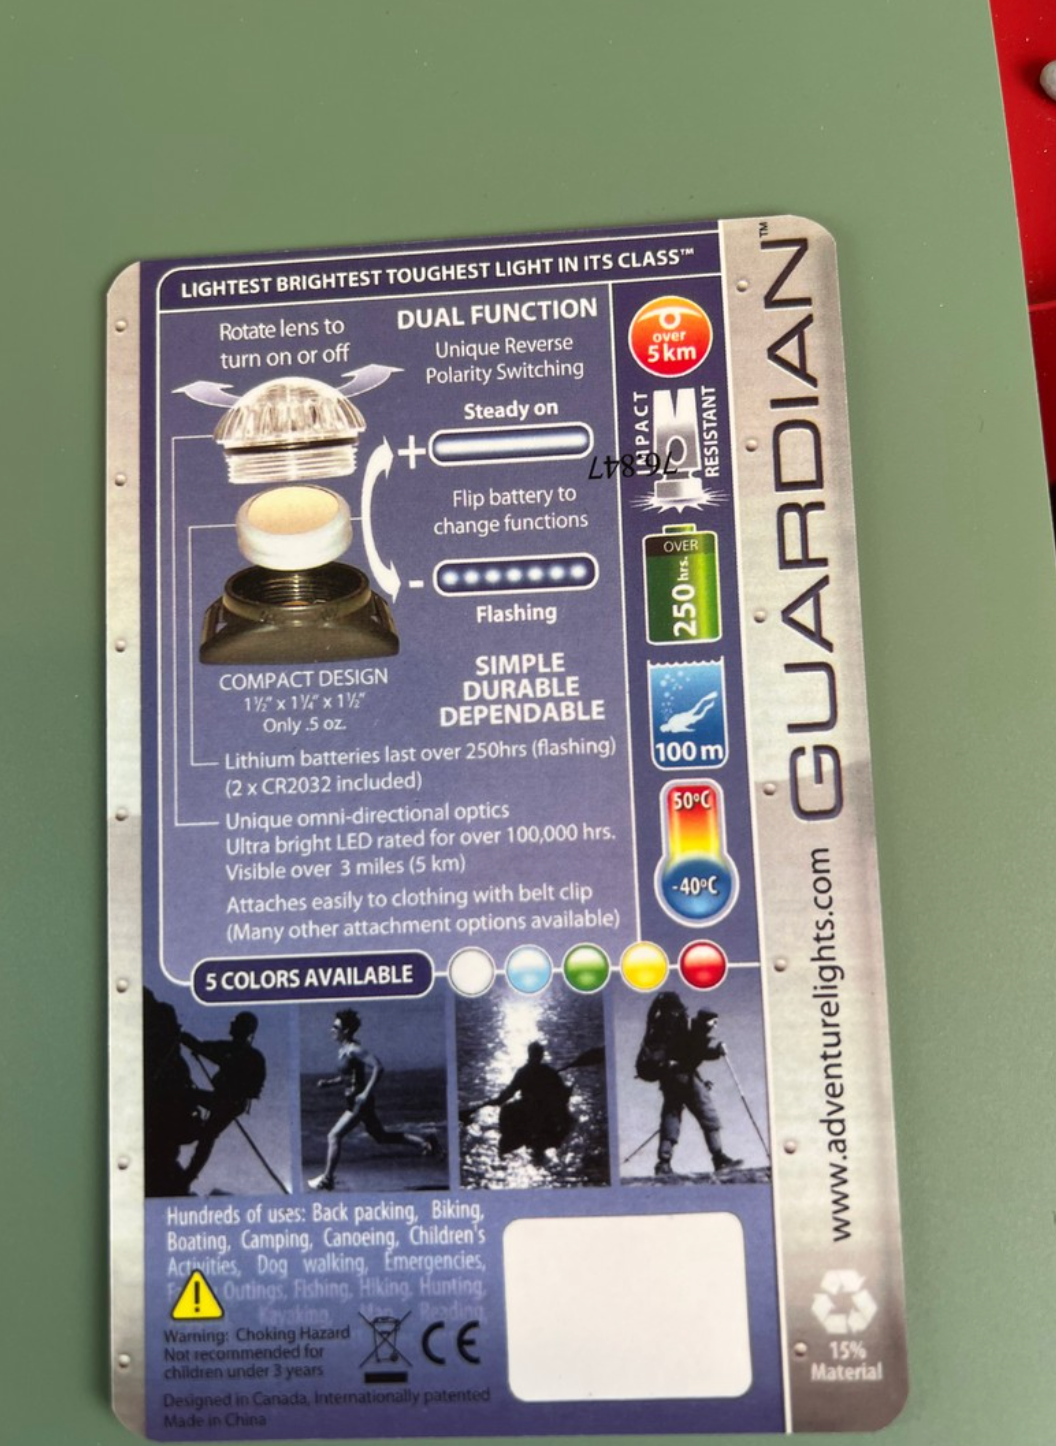 LIGHTEST BRIGHTEST TOUGHEST LIGHT IN ITS CLASS™
Rotate lens to
turn on or off
DUAL FUNCTION
Unique Reverse
Polarity Switching
Steady on
+
Flip battery to
change functions
-
Flashing
COMPACT DESIGN
1½" x 1¼" x 1½"
Only .5 oz.
SIMPLE
DURABLE
DEPENDABLE
Lithium batteries last over 250hrs (flashing)
(2 x CR2032 included)
Unique omni-directional optics
Ultra bright LED rated for over 100,000 hrs.
Visible over 3 miles (5 km)
Attaches easily to clothing with belt clip
(Many other attachment options available)
over
5 km
IMPACT
RESISTANT
76 847
OVER
250 hrs.
100 m
50°C
-40°C
5 COLORS AVAILABLE
Hundreds of uses: Back packing, Biking,
Boating, Camping, Canoeing, Children's
Activities, Dog walking, Emergencies,
Outings, Fishing, Hiking, Hunting,
Kayaking, Map Reading
Warning: Choking Hazard
Not recommended for
children under 3 years
CE
Designed in Canada, Internationally patented
Made in China
GUARDIAN™
www.adventurelights.com
15%
Material